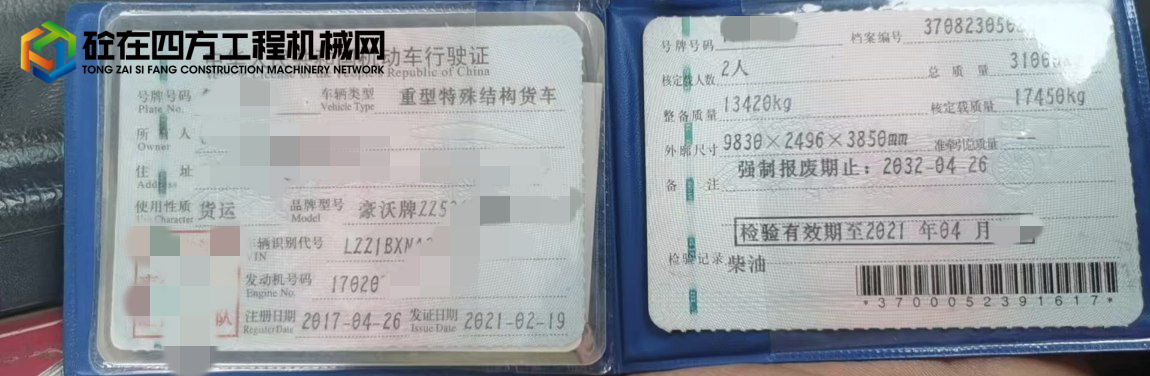 砼在四方工程机械网
TONG ZAI SI FANG CONSTRUCTION MACHINERY NETWORK
动车行驶证
Republic of China
号牌号码
Plate No.
车辆类型 重型特殊结构货车
Vehicle Type
所 有 人
Owner
住 址
Address
使用性质 货运
Use Character
品牌型号 豪沃牌ZZ5
Model
车辆识别代号 LZZ1BXN
VIN
发动机号码 17020
Engine No.
队
注册日期 2017-04-26 发证日期 2021-02-19
Register Date Issue Date
号牌号码 档案编号 370823050
核定载人数 2人 总 质 量 3106
整备质量 13420kg 核定载质量 17450kg
外廓尺寸 9830×2496×3850mm 准牵引总质量
备 注 强制报废期止：2032-04-26
检验有效期至2021 年04 月
检验记录 柴油
*3700052391617*